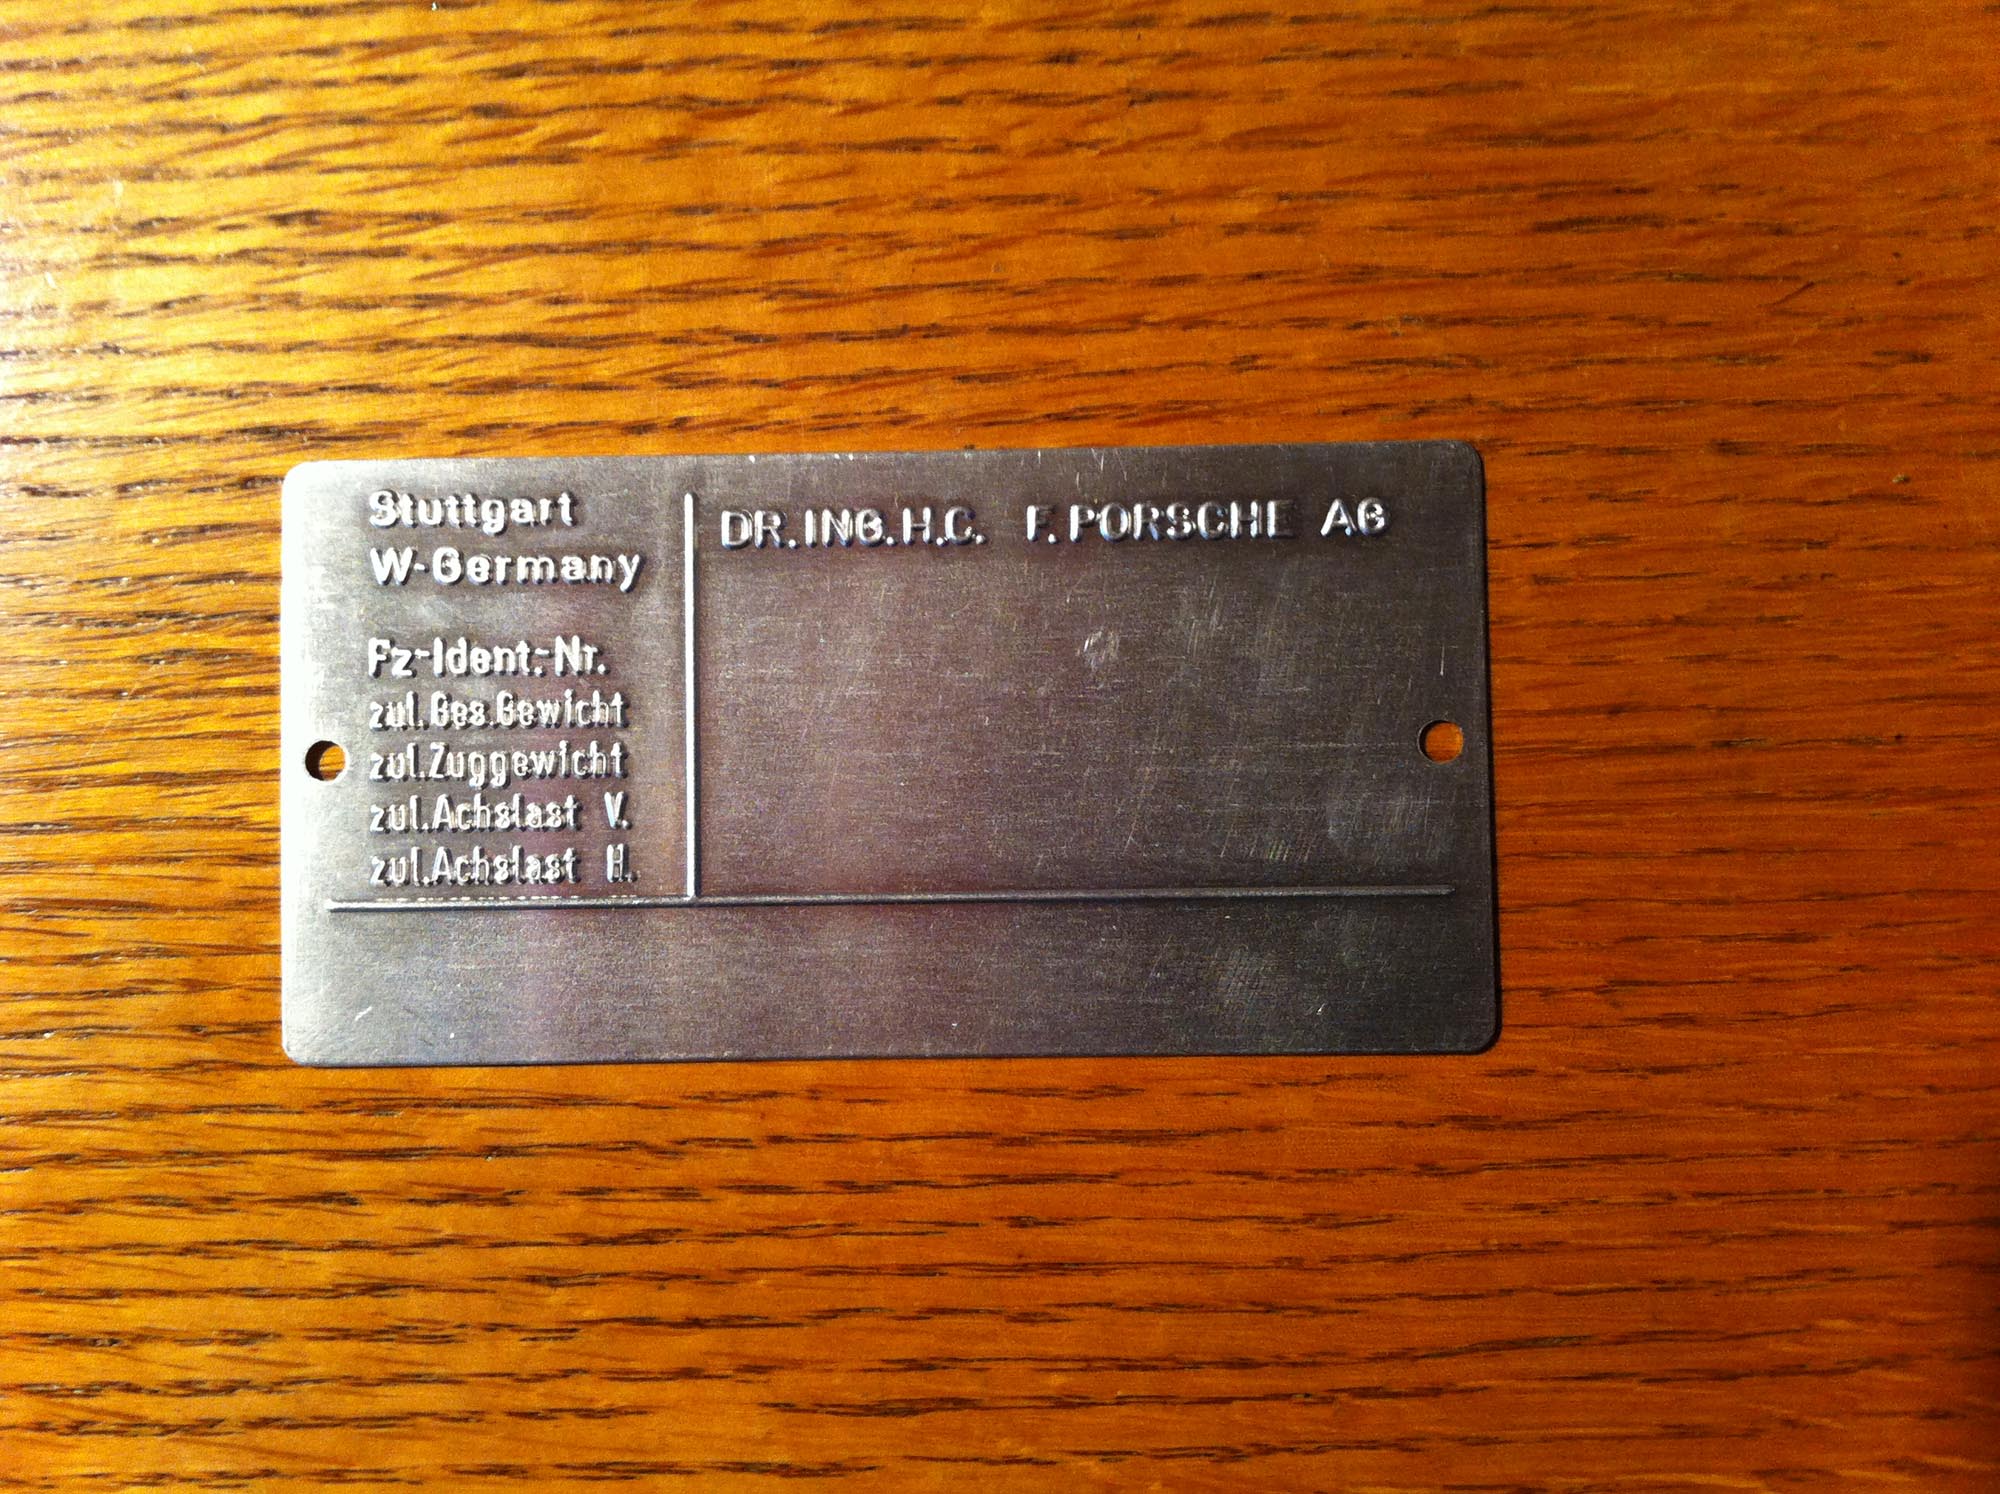 Stuttgart
W-Germany
DR.ING.H.C. F.PORSCHE AG
Fz-Ident.-Nr.
zul.Ges.Gewicht
zul.Zuggewicht
zul.Achslast V.
zul.Achslast H.